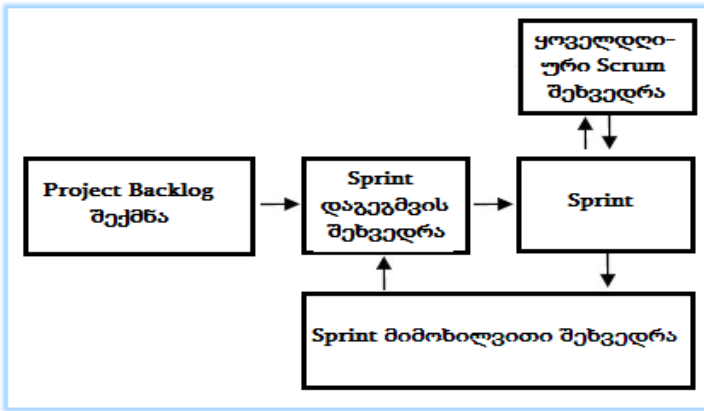 ყოველდღი-
ური Scrum
შეხვედრა
Project Backlog
შექმნა
Sprint
დაგეგმვის
შეხვედრა
Sprint
Sprint მიმოხილვითი შეხვედრა